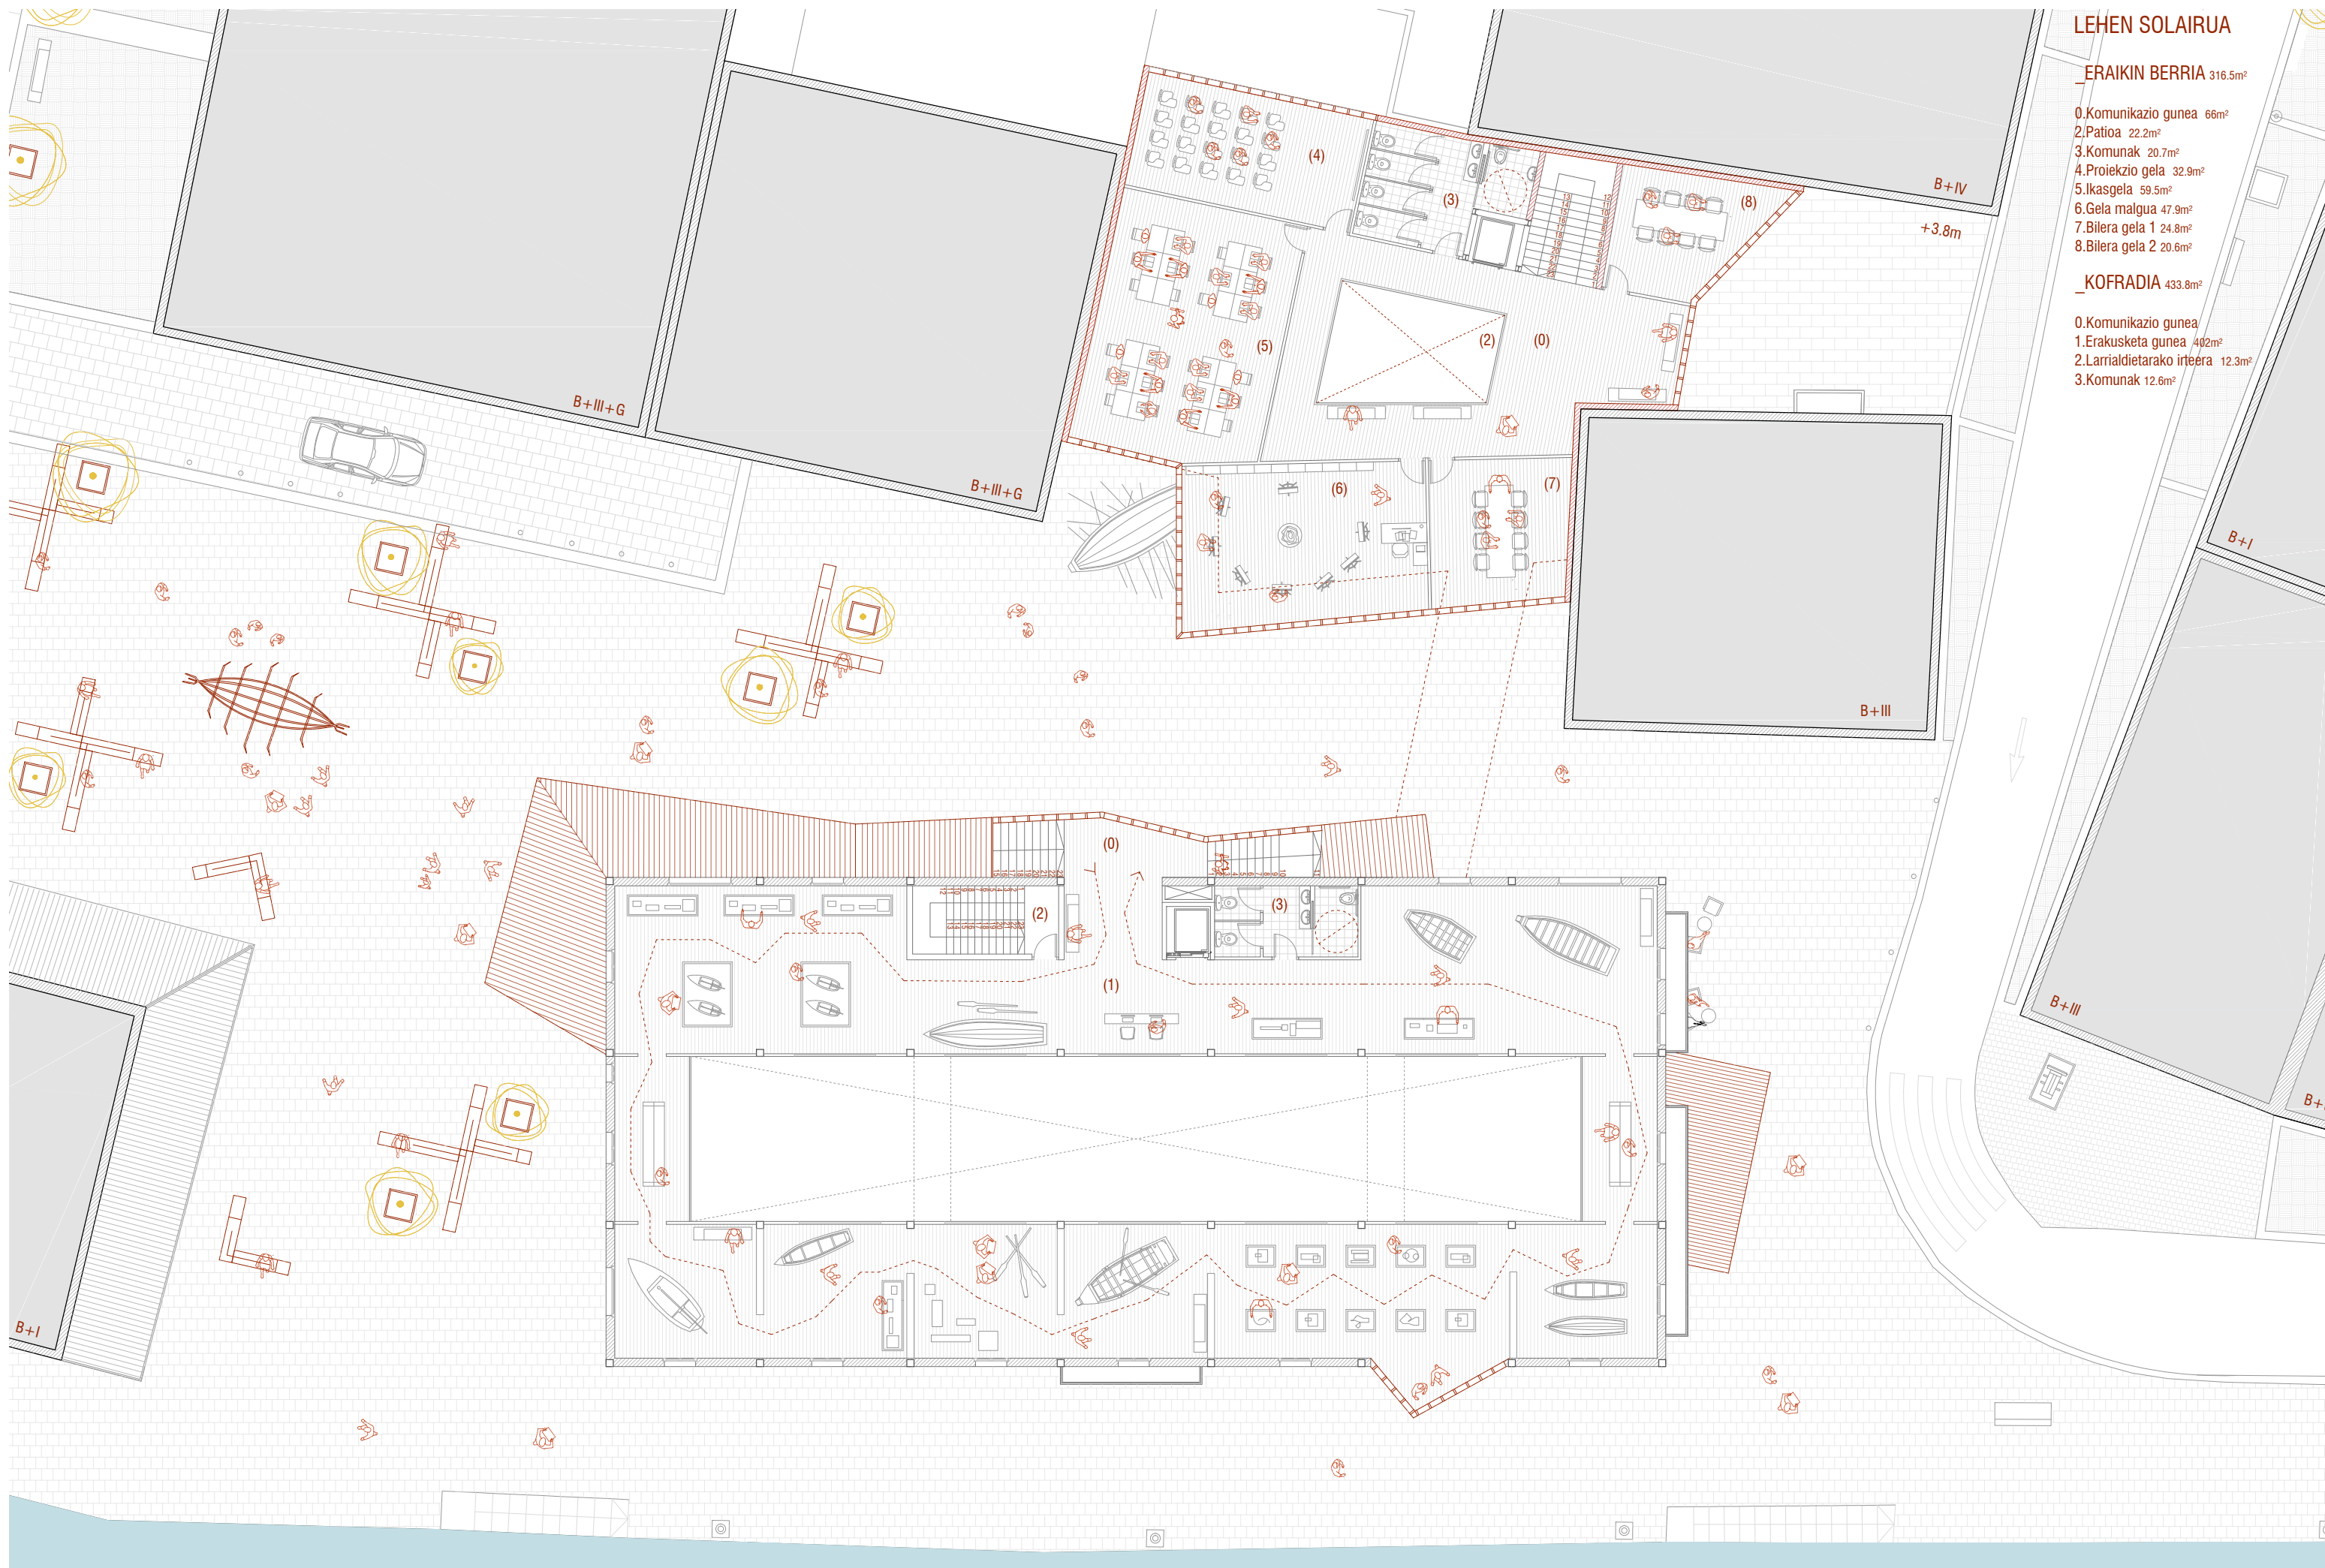 LEHEN SOLAIRUA
_ERAIKIN BERRIA 316.5m²
0.Komunikazio gunea 66m²
2.Patioa 22.2m²
3.Komunak 20.7m²
4.Proiekzio gela 32.9m²
5.Ikasgela 59.5m²
6.Gela malgua 47.9m²
7.Bilera gela 1 24.8m²
8.Bilera gela 2 20.6m²
_KOFRADIA 433.8m²
0.Komunikazio gunea
1.Erakusketa gunea 402m²
2.Larrialdietarako irteera 12.3m²
3.Komunak 12.6m²
(4)
B+IV
(3)
(8)
+3.8m
(2)
(0)
(5)
B+III+G
B+III+G
(6)
(7)
B+I
B+III
(0)
(2)
(3)
(1)
B+III
B+I